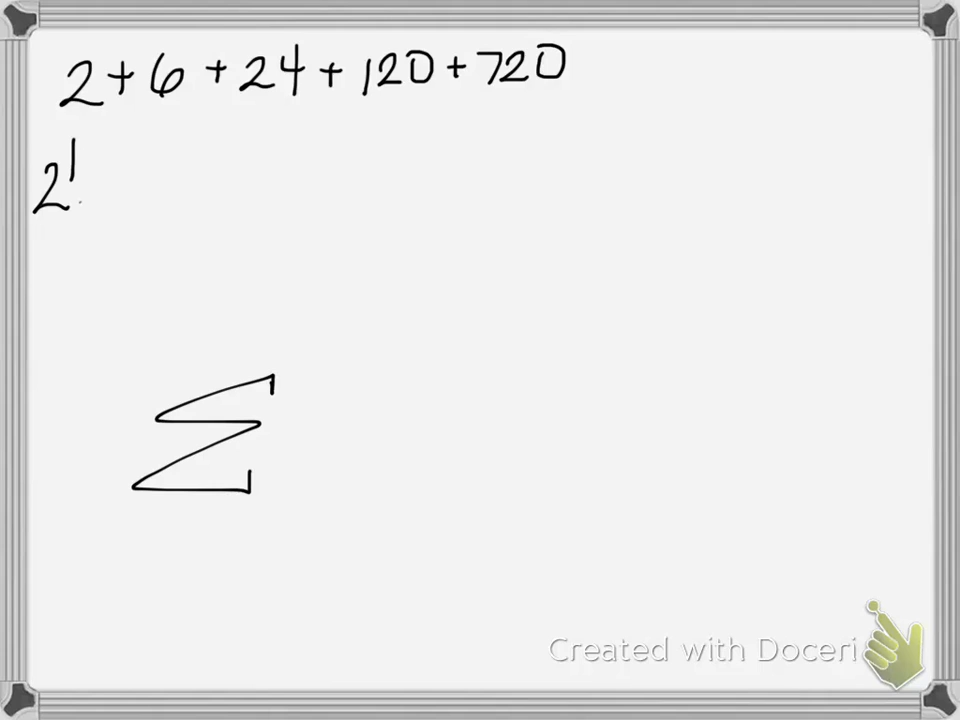 2 + 6 + 24 + 120 + 720
2!
Σ
Created with Doceri